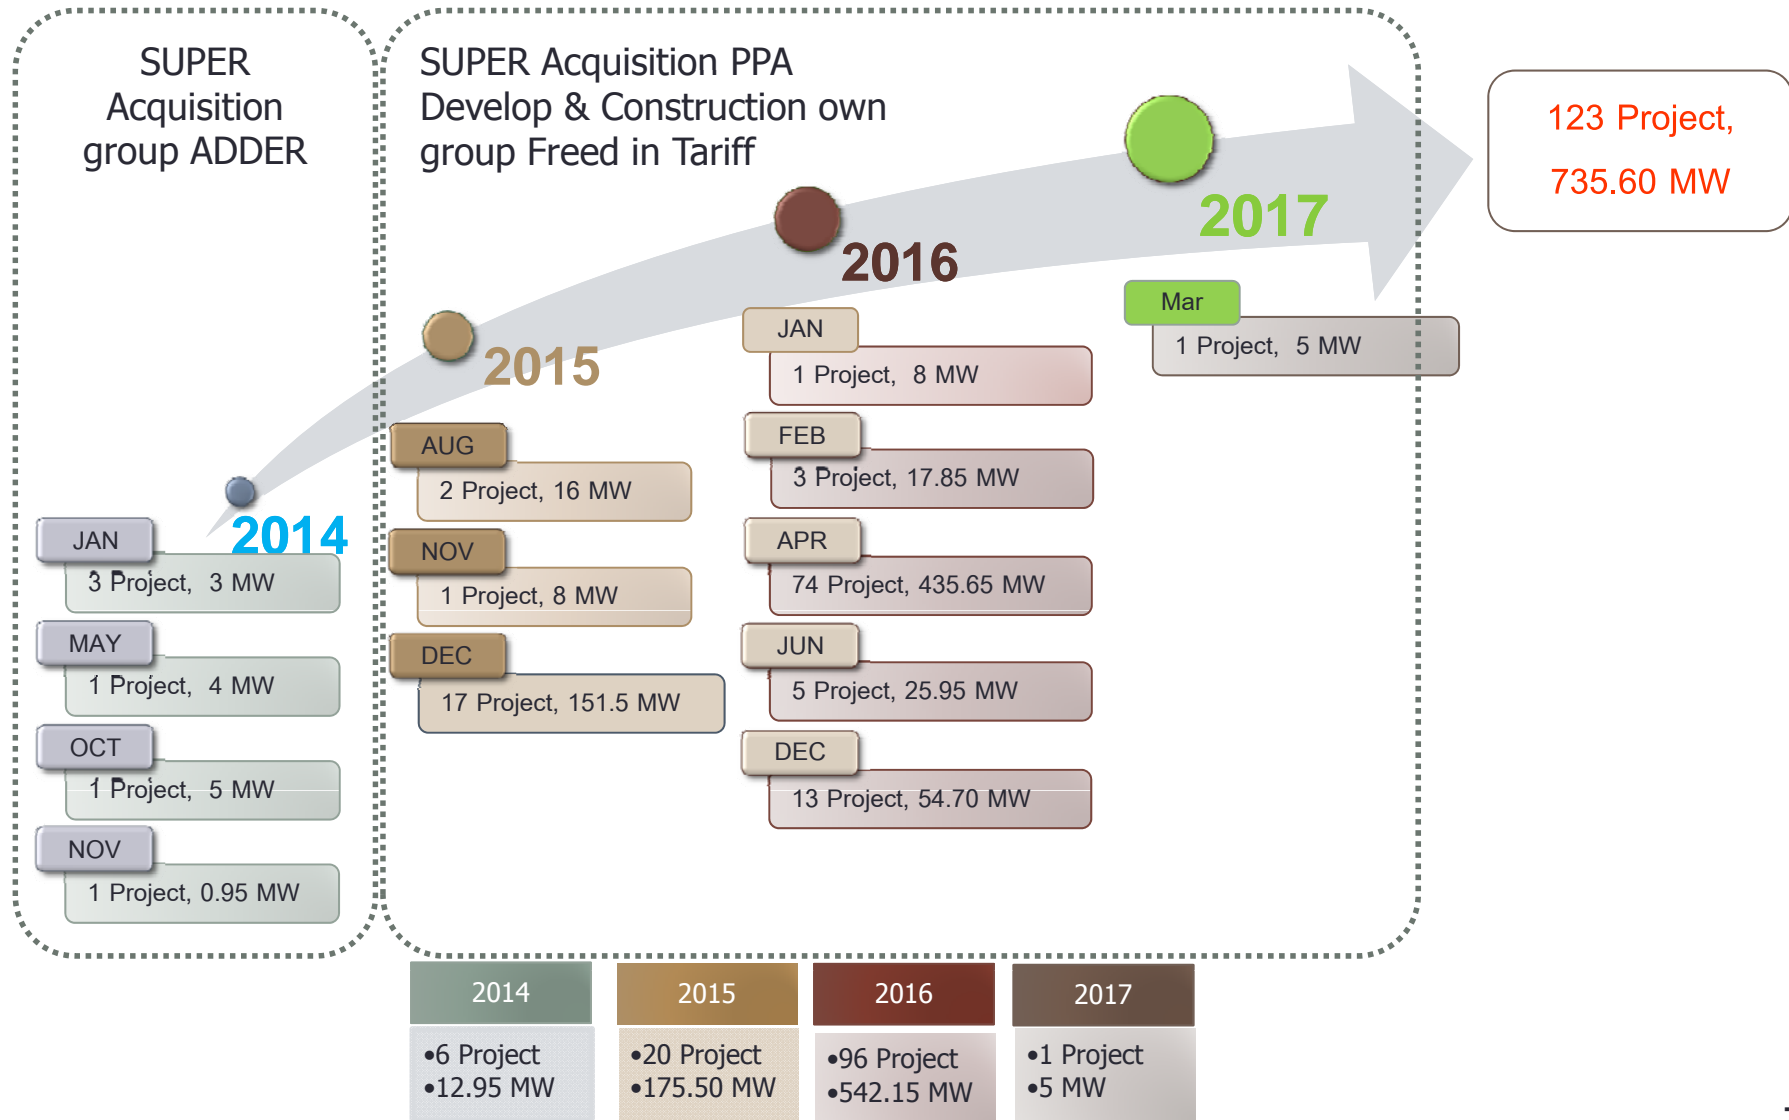 SUPER
Acquisition
group ADDER
SUPER Acquisition PPA
Develop & Construction own
group Freed in Tariff
123 Project,
735.60 MW
2014
JAN
3 Project, 3 MW
MAY
1 Project, 4 MW
OCT
1 Project, 5 MW
NOV
1 Project, 0.95 MW
2015
AUG
2 Project, 16 MW
NOV
1 Project, 8 MW
DEC
17 Project, 151.5 MW
2016
JAN
1 Project, 8 MW
FEB
3 Project, 17.85 MW
APR
74 Project, 435.65 MW
JUN
5 Project, 25.95 MW
DEC
13 Project, 54.70 MW
2017
Mar
1 Project, 5 MW
2014
•6 Project
•12.95 MW
2015
•20 Project
•175.50 MW
2016
•96 Project
•542.15 MW
2017
•1 Project
•5 MW